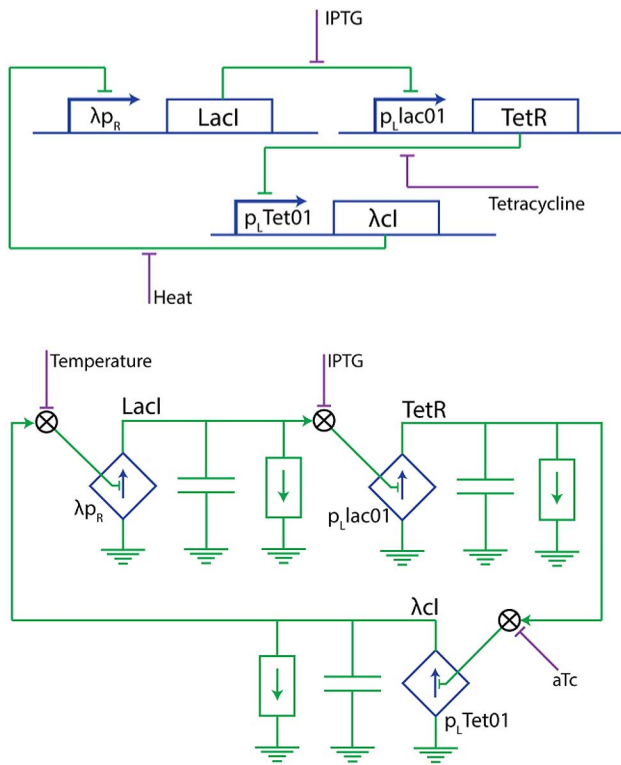 IPTG
λpR
LacI
pLlac01
TetR
pLTet01
λcI
Tetracycline
Heat
Temperature
IPTG
LacI
TetR
λpR
pLlac01
λcI
aTc
pLTet01